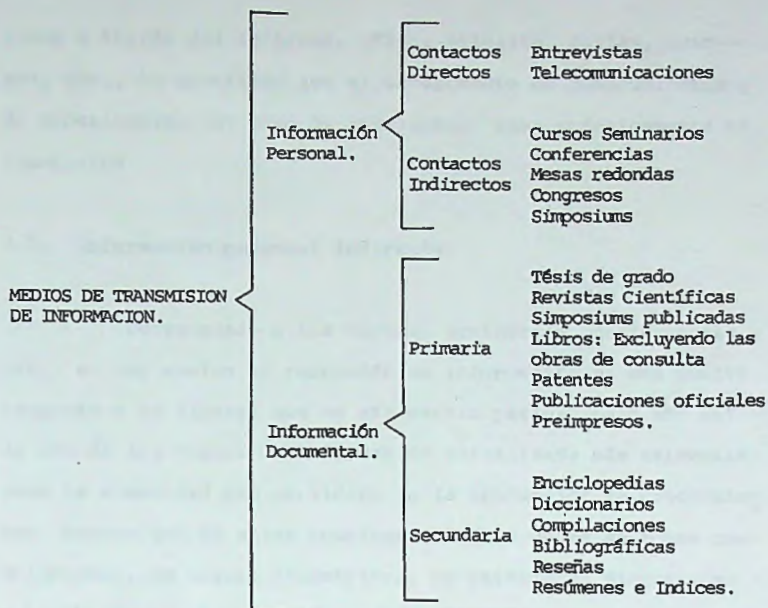 Contactos
Directos
Entrevistas
Telecomunicaciones
Información
Personal.
Contactos
Indirectos
Cursos Seminarios
Conferencias
Mesas redondas
Congresos
Simposiums
MEDIOS DE TRANSMISION
DE INFORMACION.
Primaria
Tésis de grado
Revistas Científicas
Simposiums publicadas
Libros: Excluyendo las
obras de consulta
Patentes
Publicaciones oficiales
Preimpresos.
Información
Documental.
Secundaria
Enciclopedias
Diccionarios
Compilaciones
Bibliográficas
Reseñas
Resúmenes e Indices.